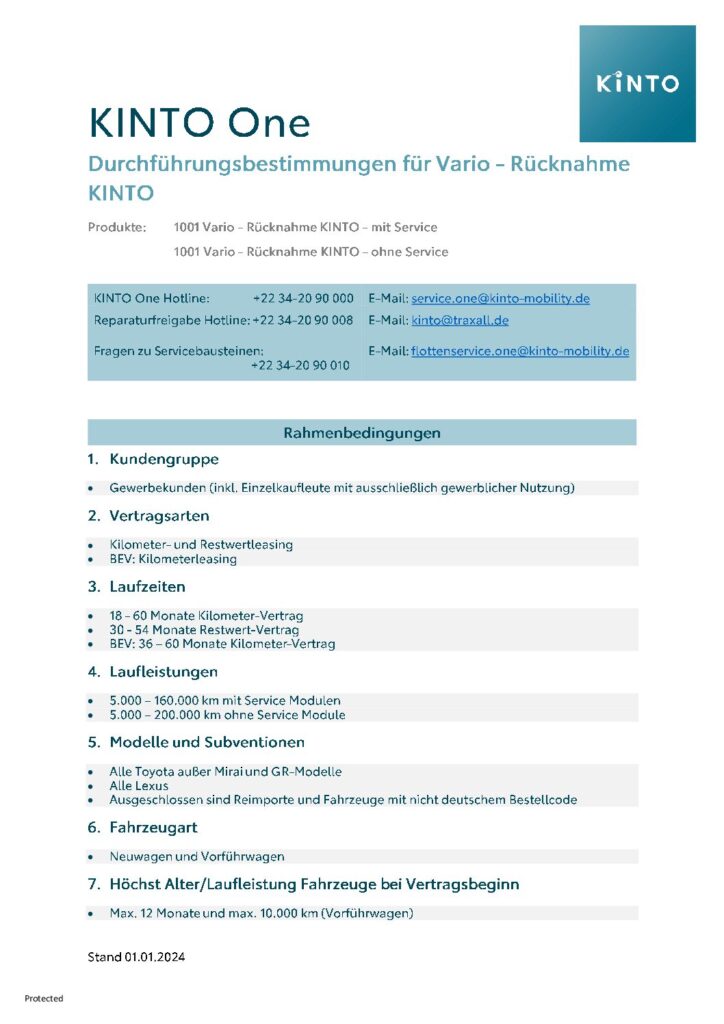 KINTO
KINTO One
Durchführungsbestimmungen für Vario – Rücknahme
KINTO
Produkte: 1001 Vario – Rücknahme KINTO – mit Service
1001 Vario – Rücknahme KINTO – ohne Service
KINTO One Hotline: +22 34-20 90 000 E-Mail: service.one@kinto-mobility.de
Reparaturfreigabe Hotline: +22 34-20 90 008 E-Mail: kinto@traxall.de
Fragen zu Servicebausteinen: E-Mail: flottenservice.one@kinto-mobility.de
+22 34-20 90 010
Rahmenbedingungen
1. Kundengruppe
• Gewerbekunden (inkl. Einzelkaufleute mit ausschließlich gewerblicher Nutzung)
2. Vertragsarten
• Kilometer- und Restwertleasing
• BEV: Kilometerleasing
3. Laufzeiten
• 18 – 60 Monate Kilometer-Vertrag
• 30 - 54 Monate Restwert-Vertrag
• BEV: 36 – 60 Monate Kilometer-Vertrag
4. Laufleistungen
• 5.000 – 160.000 km mit Service Modulen
• 5.000 – 200.000 km ohne Service Module
5. Modelle und Subventionen
• Alle Toyota außer Mirai und GR-Modelle
• Alle Lexus
• Ausgeschlossen sind Reimporte und Fahrzeuge mit nicht deutschem Bestellcode
6. Fahrzeugart
• Neuwagen und Vorführwagen
7. Höchst Alter/Laufleistung Fahrzeuge bei Vertragsbeginn
• Max. 12 Monate und max. 10.000 km (Vorführwagen)
Stand 01.01.2024
Protected